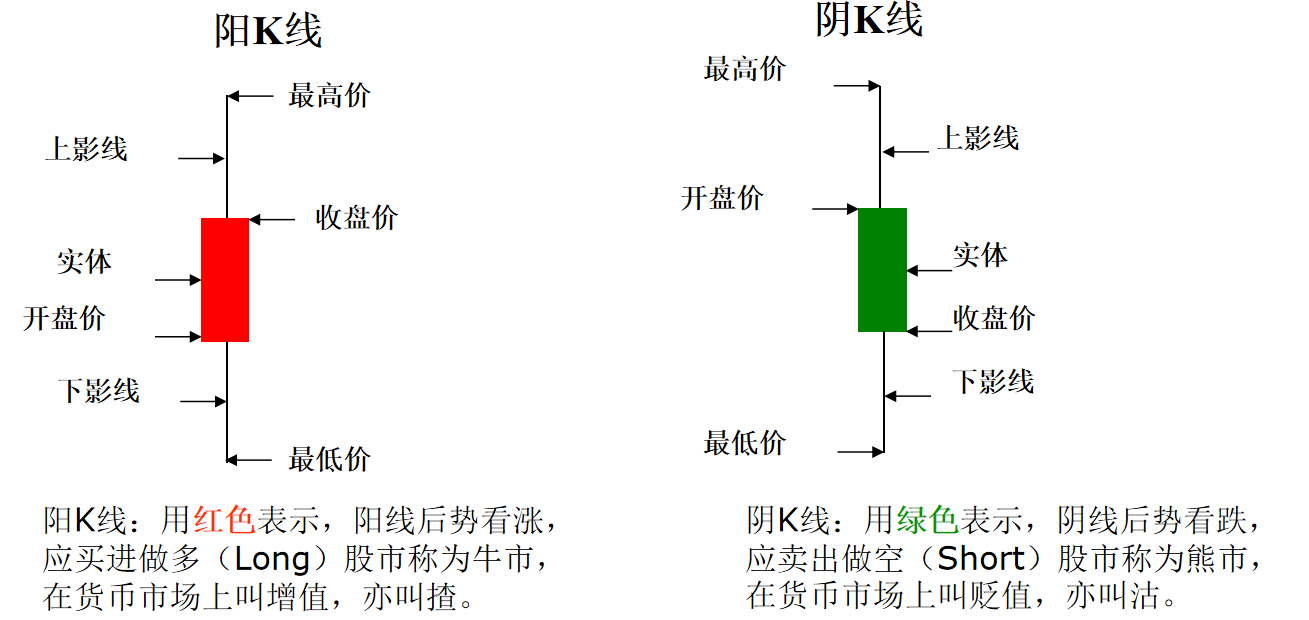 阳K线
最高价
上影线
收盘价
实体
开盘价
下影线
最低价
阳K线：用红色表示，阳线后势看涨，
应买进做多（Long）股市称为牛市，
在货币市场上叫增值，亦叫揸。
阴K线
最高价
上影线
开盘价
实体
收盘价
下影线
最低价
阴K线：用绿色表示，阴线后势看跌，
应卖出做空（Short）股市称为熊市，
在货币市场上叫贬值，亦叫沽。